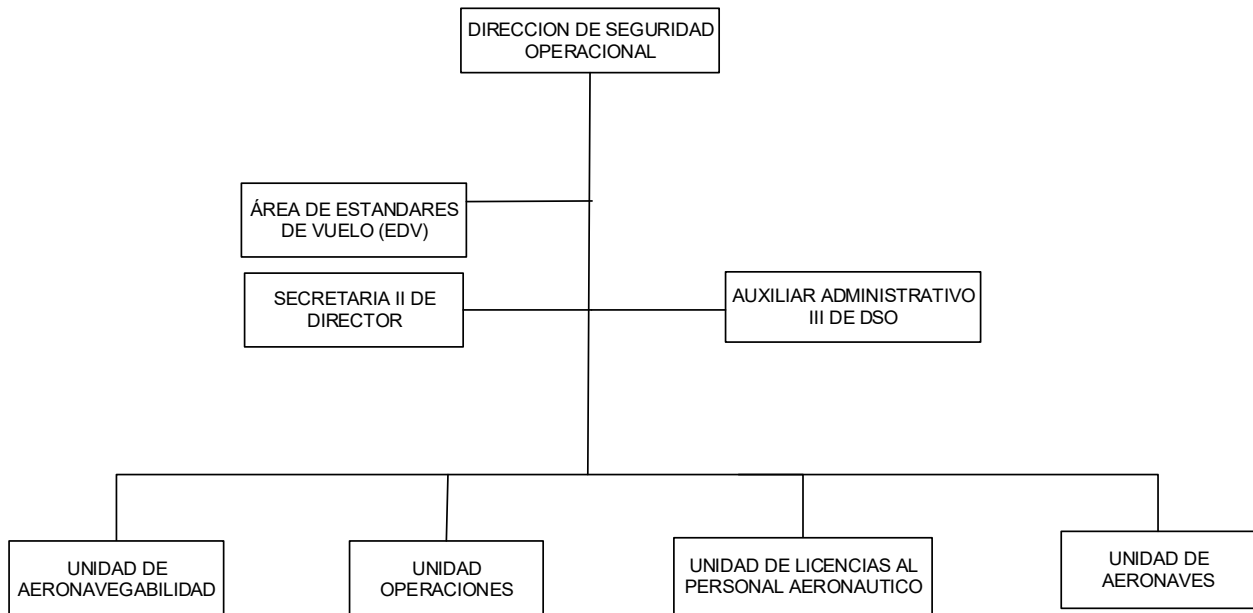 DIRECCION DE SEGURIDAD
OPERACIONAL
ÁREA DE ESTANDARES
DE VUELO (EDV)
SECRETARIA II DE
DIRECTOR
AUXILIAR ADMINISTRATIVO
III DE DSO
UNIDAD DE
AERONAVEGABILIDAD
UNIDAD
OPERACIONES
UNIDAD DE LICENCIAS AL
PERSONAL AERONAUTICO
UNIDAD DE
AERONAVES